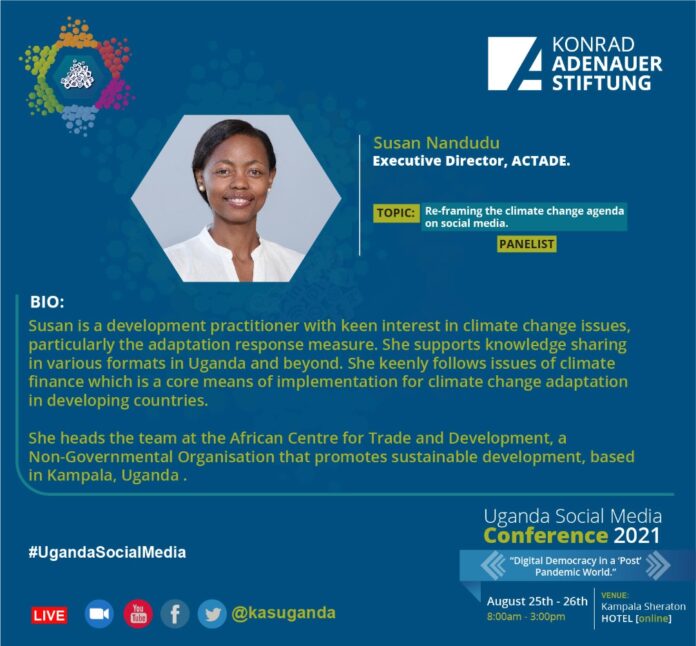 KONRAD
ADENAUER
STIFTUNG
Susan Nandudu
Executive Director, ACTADE.
TOPIC: Re-framing the climate change agenda
on social media.
PANELIST
BIO:
Susan is a development practitioner with keen interest in climate change issues,
particularly the adaptation response measure. She supports knowledge sharing
in various formats in Uganda and beyond. She keenly follows issues of climate
finance which is a core means of implementation for climate change adaptation
in developing countries.
She heads the team at the African Centre for Trade and Development, a
Non-Governmental Organisation that promotes sustainable development, based
in Kampala, Uganda .
Uganda Social Media
Conference 2021
"Digital Democracy in a 'Post'
Pandemic World."
August 25th - 26th
8:00am - 3:00pm
VENUE:
Kampala Sheraton
HOTEL [online]
#UgandaSocialMedia
LIVE
You
Tube
@kasuganda